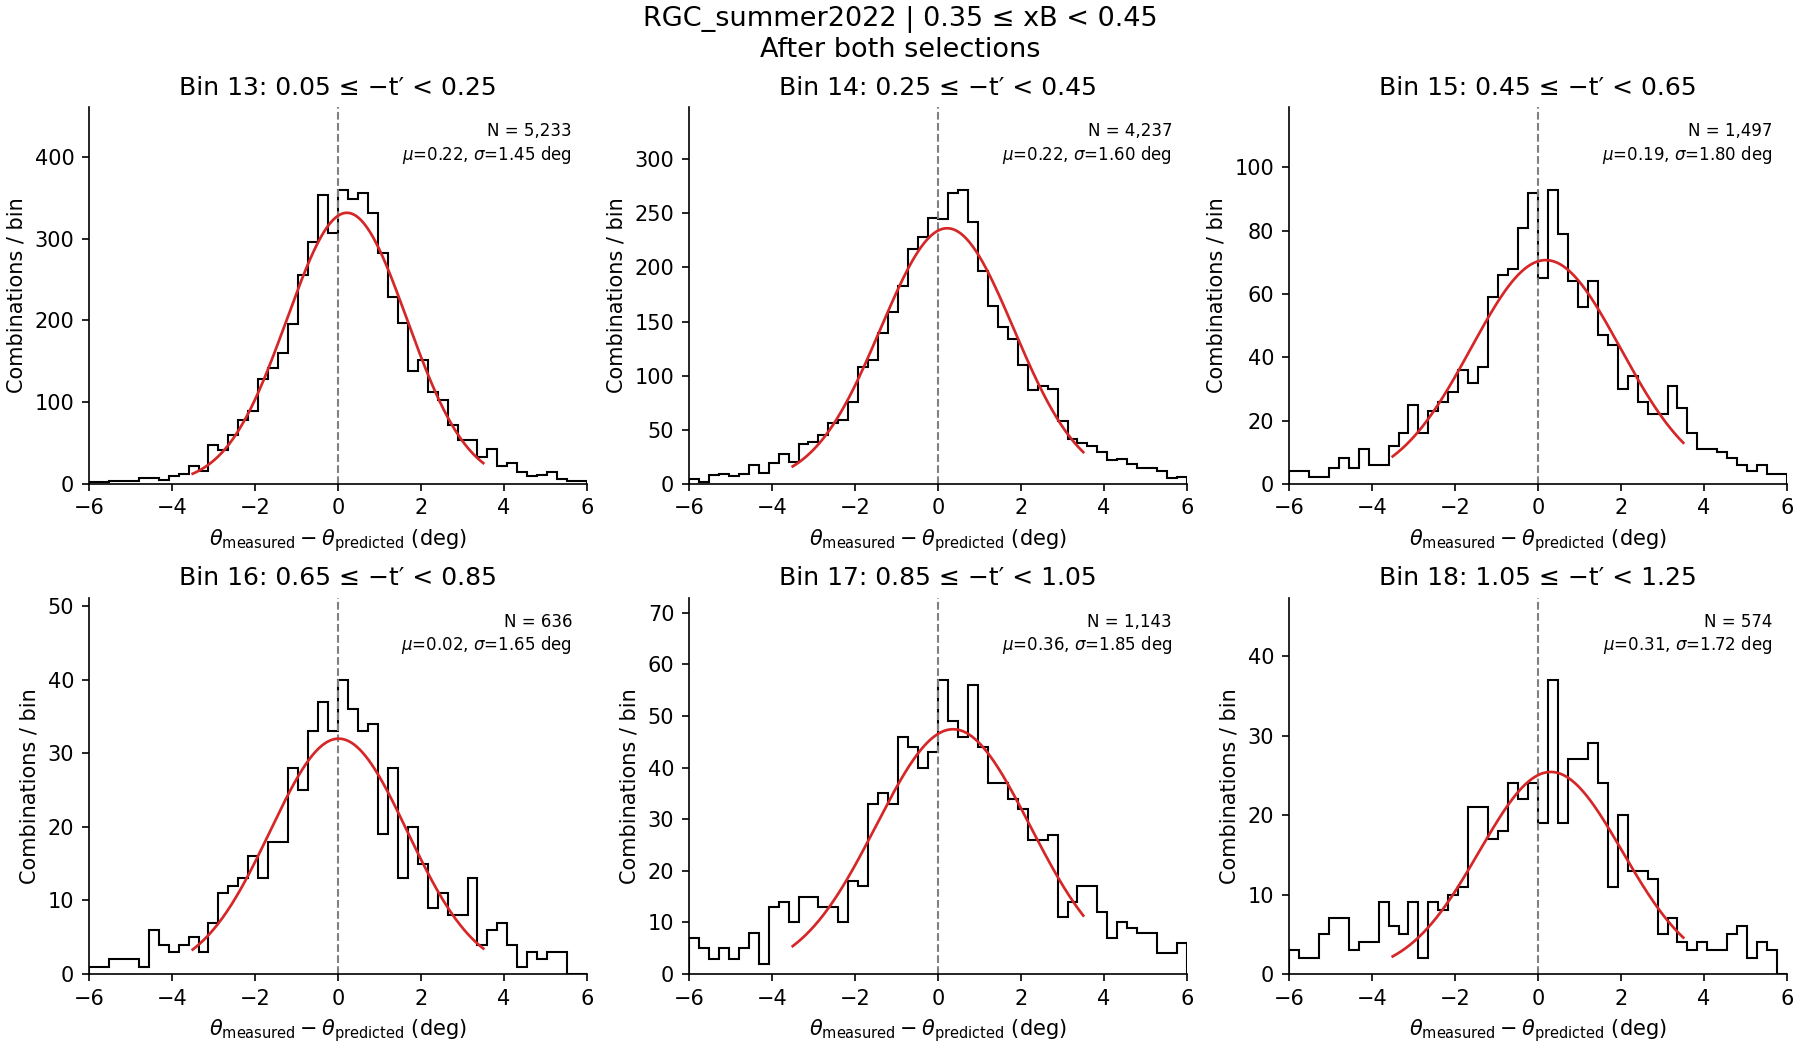 RGC_summer2022 | 0.35 ≤ xB < 0.45
After both selections
Bin 13: 0.05 ≤ −t′ < 0.25
N = 5,233
μ=0.22, σ=1.45 deg
Combinations / bin
400
300
200
100
0
−6 −4 −2 0 2 4 6
θmeasured − θpredicted (deg)
Bin 14: 0.25 ≤ −t′ < 0.45
N = 4,237
μ=0.22, σ=1.60 deg
Combinations / bin
300
250
200
150
100
50
0
−6 −4 −2 0 2 4 6
θmeasured − θpredicted (deg)
Bin 15: 0.45 ≤ −t′ < 0.65
N = 1,497
μ=0.19, σ=1.80 deg
Combinations / bin
100
80
60
40
20
0
−6 −4 −2 0 2 4 6
θmeasured − θpredicted (deg)
Bin 16: 0.65 ≤ −t′ < 0.85
N = 636
μ=0.02, σ=1.65 deg
Combinations / bin
50
40
30
20
10
0
−6 −4 −2 0 2 4 6
θmeasured − θpredicted (deg)
Bin 17: 0.85 ≤ −t′ < 1.05
N = 1,143
μ=0.36, σ=1.85 deg
Combinations / bin
70
60
50
40
30
20
10
0
−6 −4 −2 0 2 4 6
θmeasured − θpredicted (deg)
Bin 18: 1.05 ≤ −t′ < 1.25
N = 574
μ=0.31, σ=1.72 deg
Combinations / bin
40
30
20
10
0
−6 −4 −2 0 2 4 6
θmeasured − θpredicted (deg)